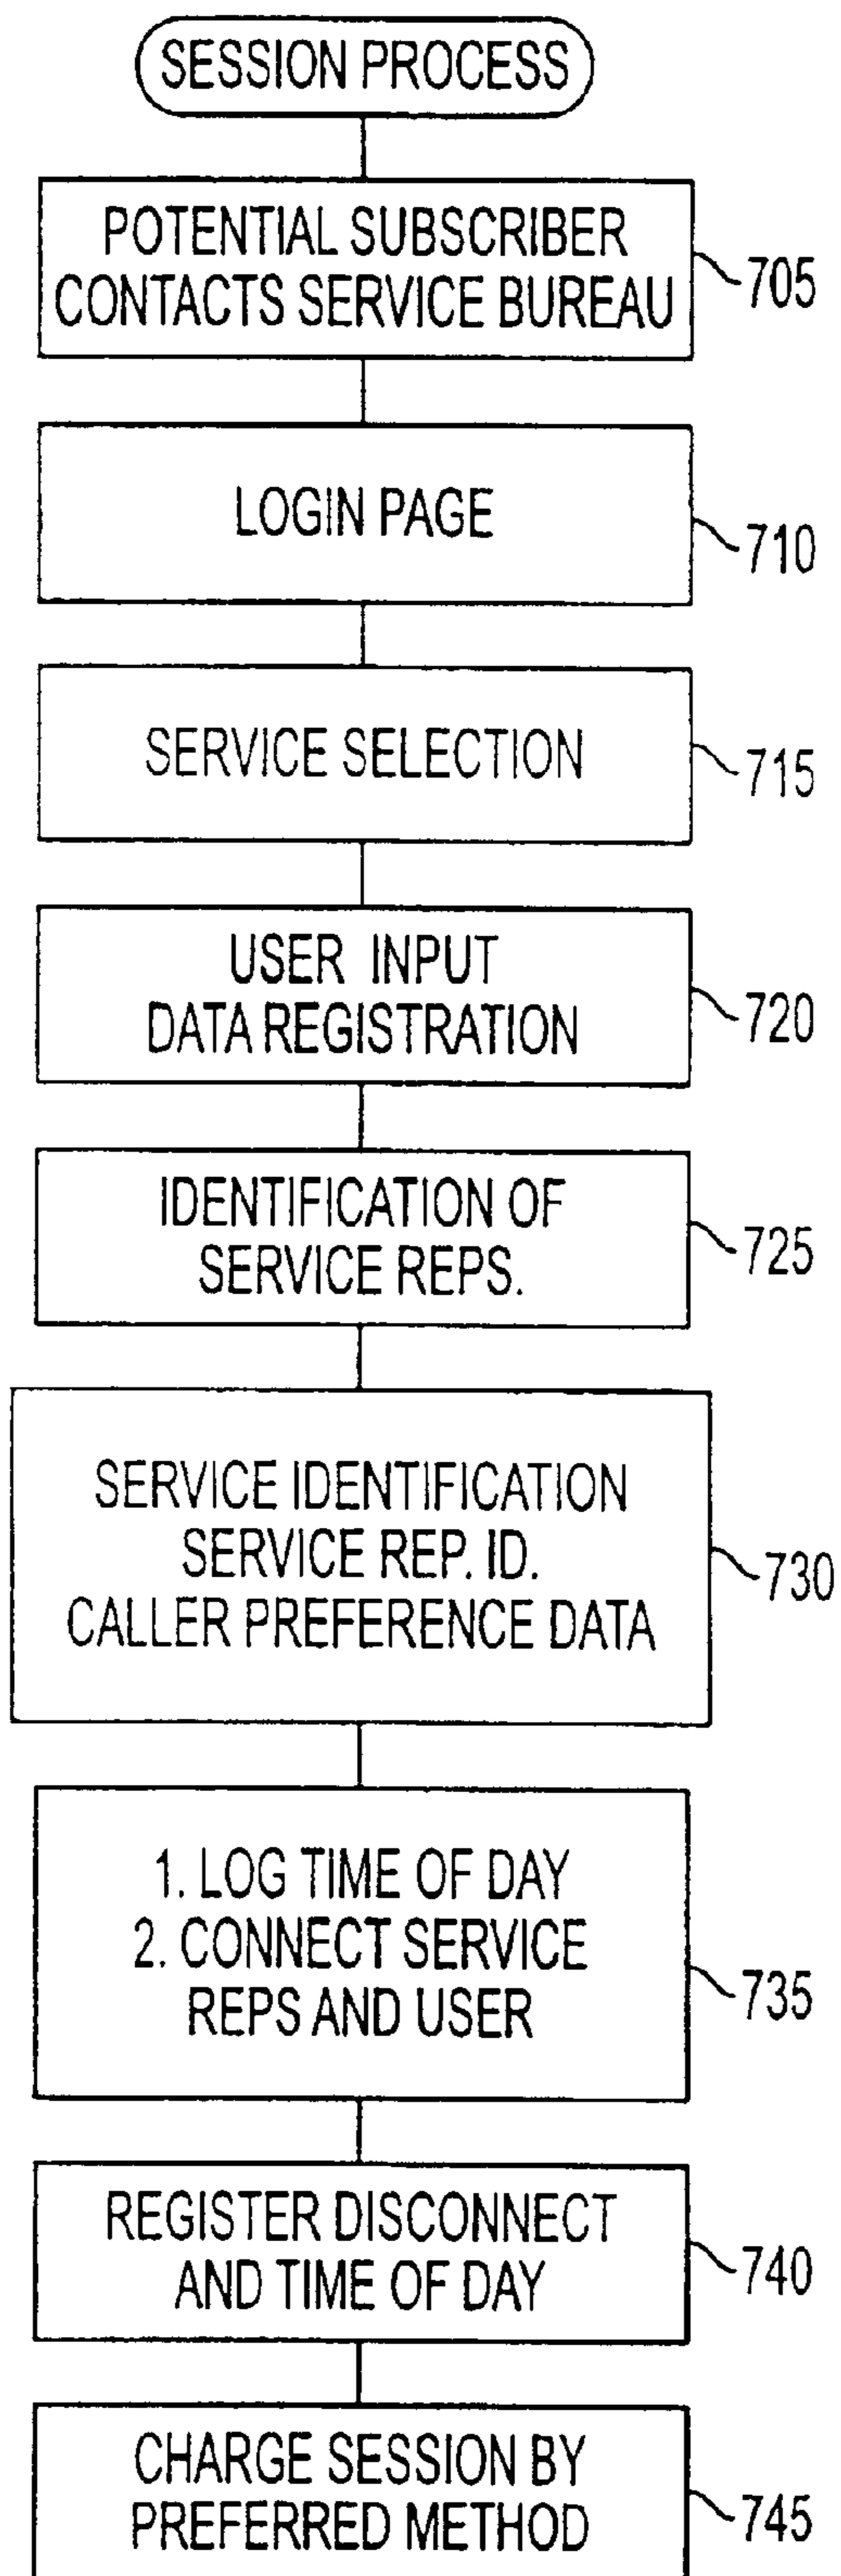 SESSION PROCESS
POTENTIAL SUBSCRIBER
CONTACTS SERVICE BUREAU
705
LOGIN PAGE
710
SERVICE SELECTION
715
USER INPUT
DATA REGISTRATION
720
IDENTIFICATION OF
SERVICE REPS.
725
SERVICE IDENTIFICATION
SERVICE REP. ID.
CALLER PREFERENCE DATA
730
1. LOG TIME OF DAY
2. CONNECT SERVICE
REPS AND USER
735
REGISTER DISCONNECT
AND TIME OF DAY
740
CHARGE SESSION BY
PREFERRED METHOD
745